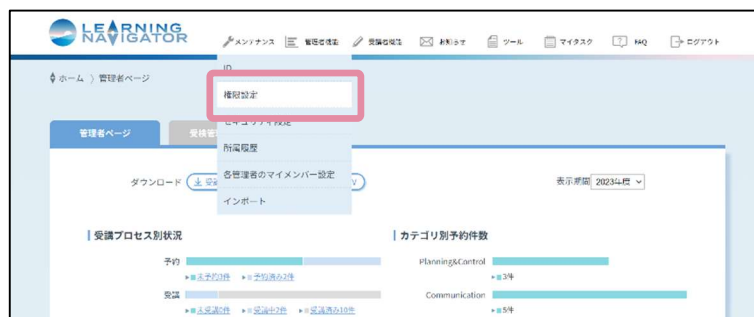 LEARNING
NAVIGATOR
メンテナンス 管理者機能 受講者機能 お知らせ ツール マイタスク FAQ ログアウト
ホーム 〉 管理者ページ
ID
権限設定
セキュリティ設定
所属履歴
各管理者のマイメンバー設定
インポート
管理者ページ
ダウンロード
表示期間 2023年度
受講プロセス別状況
予約
未予約3件 予約済み2件
受講
未受講0件 受講中2件 受講済み10件
カテゴリ別予約件数
Planning&Control
3件
Communication
5件